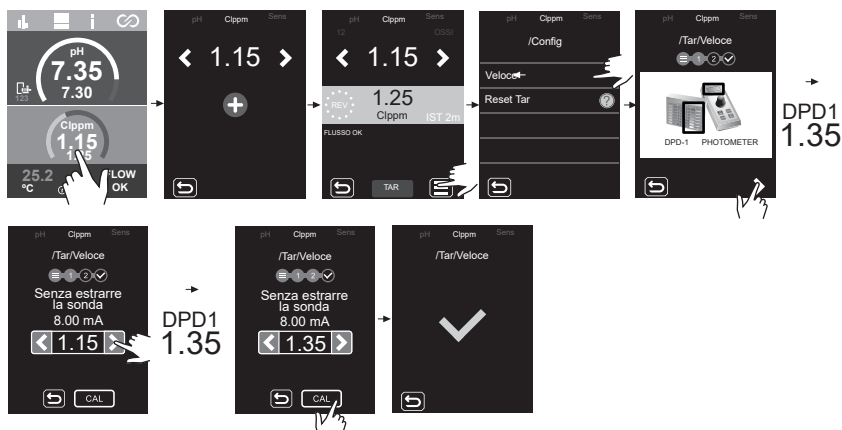 pH
7.35
7.30
123
Clppm
1.15
1.15
25.2
°C
FLOW
OK
pH Clppm Sens
1.15
pH Clppm Sens
12 OSSI
1.15
REV
1.25
Clppm
IST 2m
FLUSSO OK
TAR
pH Clppm Sens
/Config
Veloce
Reset Tar ?
pH Clppm Sens
/Tar/Veloce
1 2
DPD-1 PHOTOMETER
DPD1
1.35
pH Clppm Sens
/Tar/Veloce
1 2
Senza estrarre
la sonda
8.00 mA
1.15
CAL
DPD1
1.35
pH Clppm Sens
/Tar/Veloce
1 2
Senza estrarre
la sonda
8.00 mA
1.35
CAL
pH Clppm Sens
/Tar/Veloce